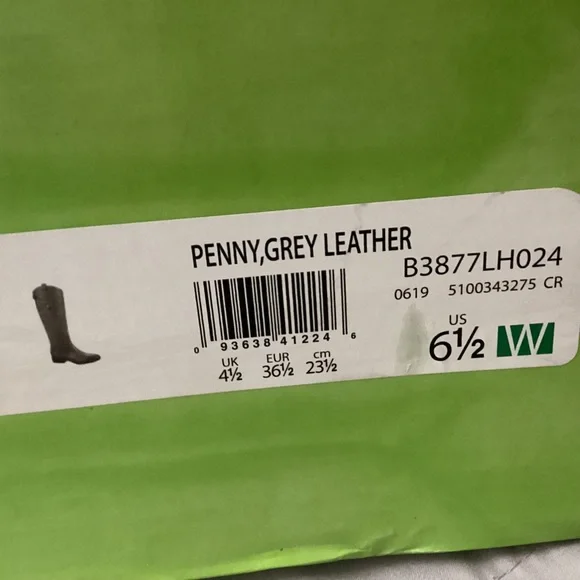 PENNY,GREY LEATHER
B3877LH024
0619 5100343275 CR
0 93638 41224 6
UK EUR cm
4½ 36½ 23½
US
6½ W